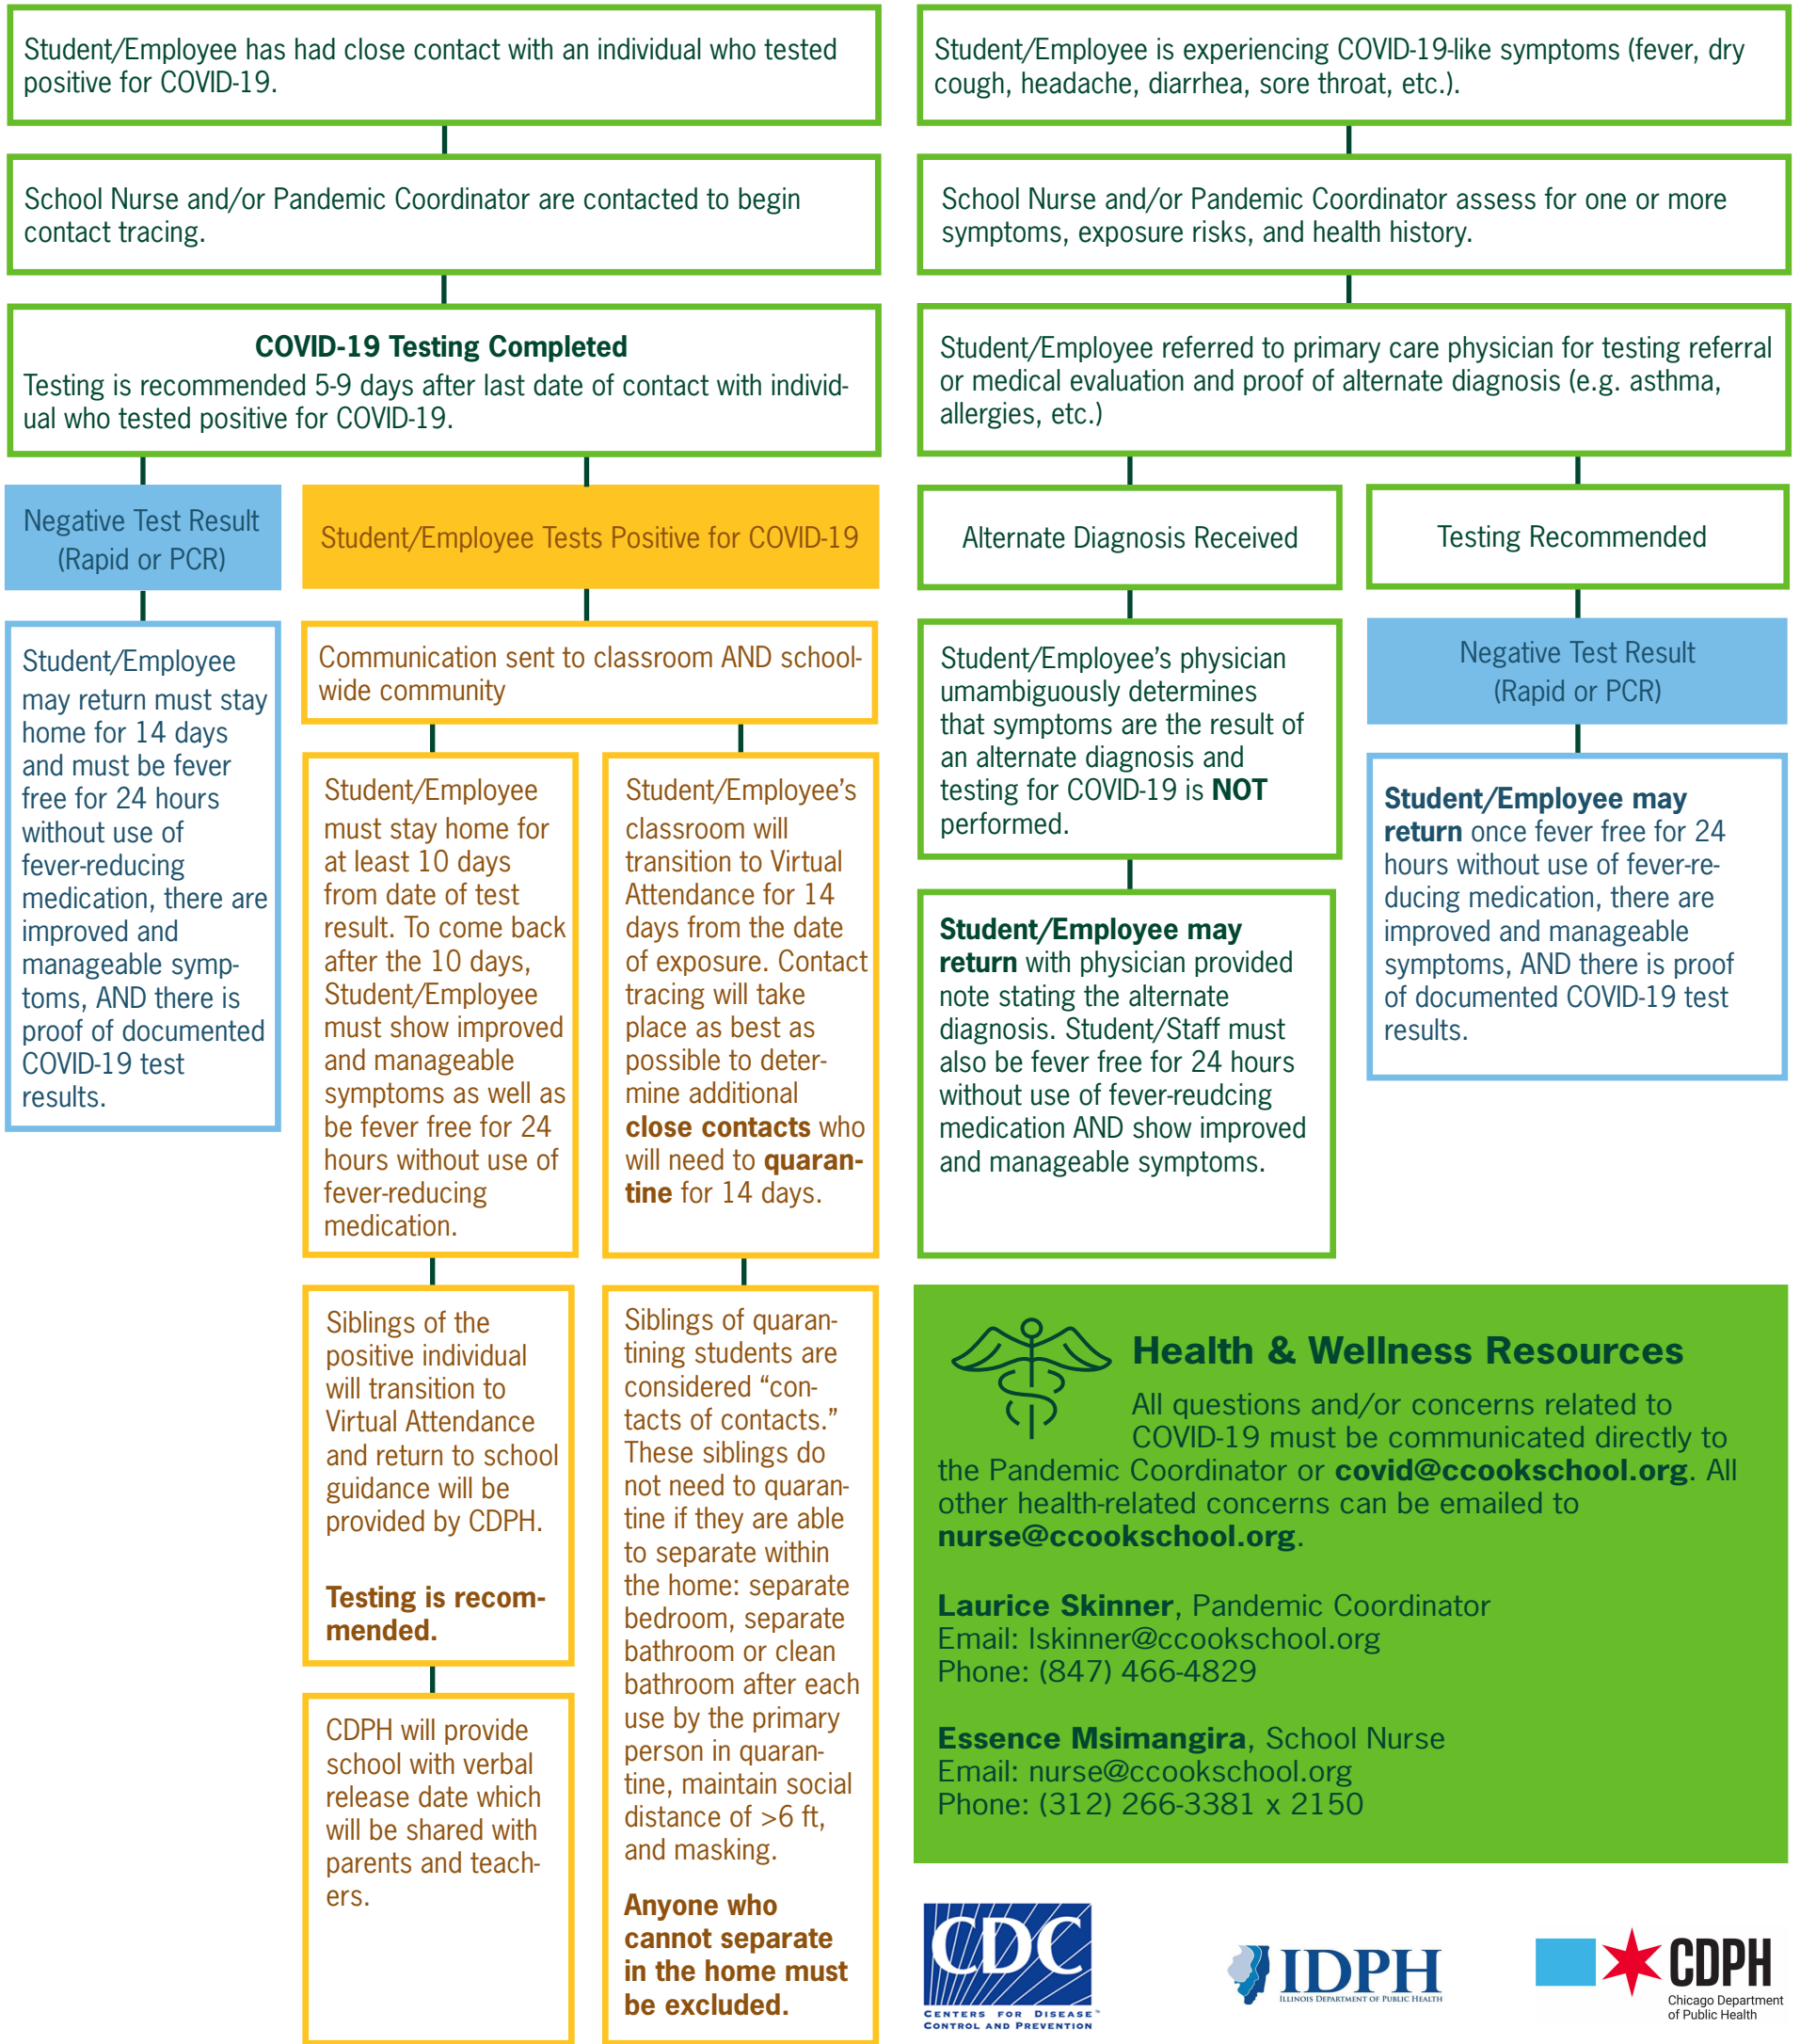 Student/Employee has had close contact with an individual who tested
positive for COVID-19.
School Nurse and/or Pandemic Coordinator are contacted to begin
contact tracing.
COVID-19 Testing Completed
Testing is recommended 5-9 days after last date of contact with individ-
ual who tested positive for COVID-19.
Negative Test Result
(Rapid or PCR)
Student/Employee
may return must stay
home for 14 days
and must be fever
free for 24 hours
without use of
fever-reducing
medication, there are
improved and
manageable symp-
toms, AND there is
proof of documented
COVID-19 test
results.
Student/Employee Tests Positive for COVID-19
Communication sent to classroom AND school-
wide community
Student/Employee
must stay home for
at least 10 days
from date of test
result. To come back
after the 10 days,
Student/Employee
must show improved
and manageable
symptoms as well as
be fever free for 24
hours without use of
fever-reducing
medication.
Siblings of the
positive individual
will transition to
Virtual Attendance
and return to school
guidance will be
provided by CDPH.
Testing is recom-
mended.
CDPH will provide
school with verbal
release date which
will be shared with
parents and teach-
ers.
Student/Employee's
classroom will
transition to Virtual
Attendance for 14
days from the date
of exposure. Contact
tracing will take
place as best as
possible to deter-
mine additional
close contacts who
will need to quaran-
tine for 14 days.
Siblings of quaran-
tining students are
considered “con-
tacts of contacts.”
These siblings do
not need to quaran-
tine if they are able
to separate within
the home: separate
bedroom, separate
bathroom or clean
bathroom after each
use by the primary
person in quaran-
tine, maintain social
distance of >6 ft,
and masking.
Anyone who
cannot separate
in the home must
be excluded.
Student/Employee is experiencing COVID-19-like symptoms (fever, dry
cough, headache, diarrhea, sore throat, etc.).
School Nurse and/or Pandemic Coordinator assess for one or more
symptoms, exposure risks, and health history.
Student/Employee referred to primary care physician for testing referral
or medical evaluation and proof of alternate diagnosis (e.g. asthma,
allergies, etc.)
Alternate Diagnosis Received
Student/Employee's physician
umambiguously determines
that symptoms are the result of
an alternate diagnosis and
testing for COVID-19 is NOT
performed.
Student/Employee may
return with physician provided
note stating the alternate
diagnosis. Student/Staff must
also be fever free for 24 hours
without use of fever-reudcing
medication AND show improved
and manageable symptoms.
Testing Recommended
Negative Test Result
(Rapid or PCR)
Student/Employee may
return once fever free for 24
hours without use of fever-re-
ducing medication, there are
improved and manageable
symptoms, AND there is proof
of documented COVID-19 test
results.
Health & Wellness Resources
All questions and/or concerns related to
COVID-19 must be communicated directly to
the Pandemic Coordinator or covid@ccookschool.org. All
other health-related concerns can be emailed to
nurse@ccookschool.org.
Laurice Skinner, Pandemic Coordinator
Email: lskinner@ccookschool.org
Phone: (847) 466-4829
Essence Msimangira, School Nurse
Email: nurse@ccookschool.org
Phone: (312) 266-3381 x 2150
CDC
CENTERS FOR DISEASE™
CONTROL AND PREVENTION
IDPH
ILLINOIS DEPARTMENT OF PUBLIC HEALTH
CDPH
Chicago Department
of Public Health